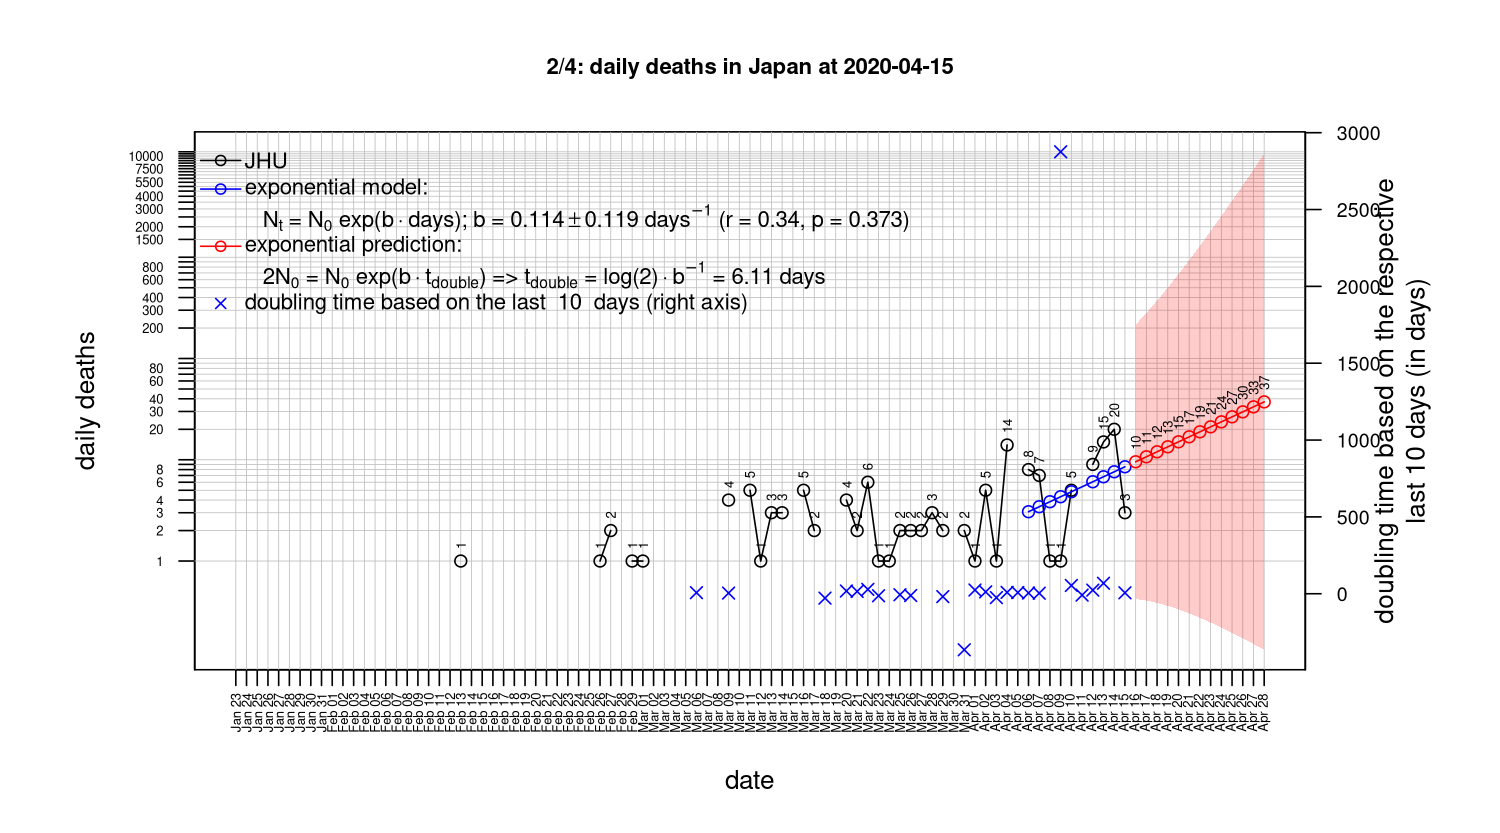 2/4: daily deaths in Japan at 2020-04-15
JHU
exponential model:
Nt = N0 exp(b · days); b = 0.114 ± 0.119 days−1 (r = 0.34, p = 0.373)
exponential prediction:
2N0 = N0 exp(b · tdouble) => tdouble = log(2) · b−1 = 6.11 days
doubling time based on the last 10 days (right axis)
daily deaths
10000
7500
5500
4000
3000
2000
1500
800
600
400
300
200
80
60
40
30
20
8
6
4
3
2
1
1
1
2
1
1
4
5
1
3
3
5
2
4
2
6
1
1
2
2
2
3
2
2
1
5
1
14
8
7
1
1
5
9
15
20
3
10
11
12
13
15
17
19
21
24
27
30
33
37
3000
2500
2000
1500
1000
500
0
doubling time based on the respective
last 10 days (in days)
Jan 23
Jan 24
Jan 25
Jan 26
Jan 27
Jan 28
Jan 29
Jan 30
Jan 31
Feb 01
Feb 02
Feb 03
Feb 04
Feb 05
Feb 06
Feb 07
Feb 08
Feb 09
Feb 10
Feb 11
Feb 12
Feb 13
Feb 14
Feb 15
Feb 16
Feb 17
Feb 18
Feb 19
Feb 20
Feb 21
Feb 22
Feb 23
Feb 24
Feb 25
Feb 26
Feb 27
Feb 28
Feb 29
Mar 01
Mar 02
Mar 03
Mar 04
Mar 05
Mar 06
Mar 07
Mar 08
Mar 09
Mar 10
Mar 11
Mar 12
Mar 13
Mar 14
Mar 15
Mar 16
Mar 17
Mar 18
Mar 19
Mar 20
Mar 21
Mar 22
Mar 23
Mar 24
Mar 25
Mar 26
Mar 27
Mar 28
Mar 29
Mar 30
Mar 31
Apr 01
Apr 02
Apr 03
Apr 04
Apr 05
Apr 06
Apr 07
Apr 08
Apr 09
Apr 10
Apr 11
Apr 12
Apr 13
Apr 14
Apr 15
Apr 16
Apr 17
Apr 18
Apr 19
Apr 20
Apr 21
Apr 22
Apr 23
Apr 24
Apr 25
Apr 26
Apr 27
Apr 28
date